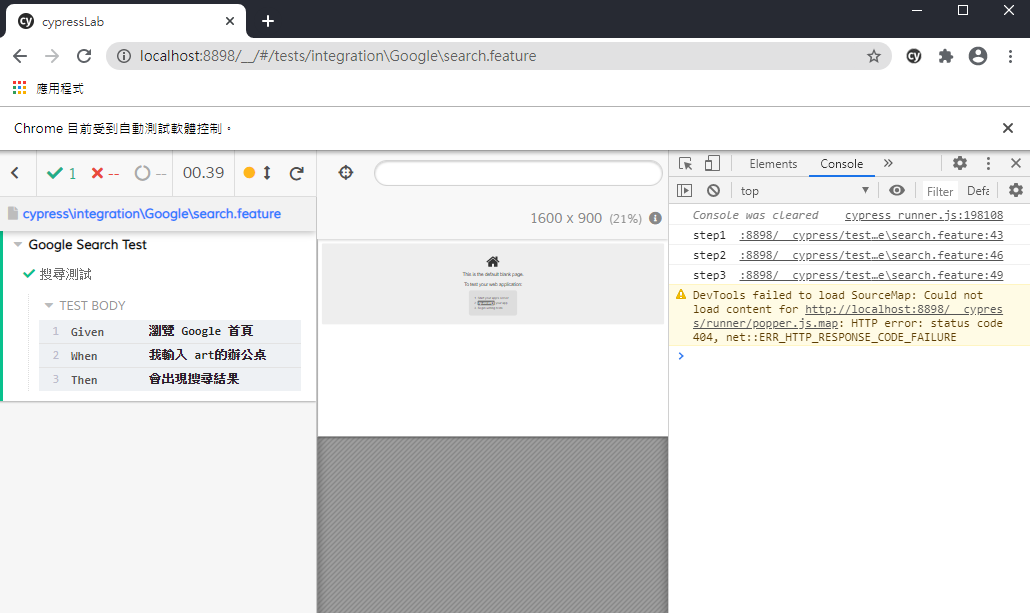 cypressLab
localhost:8898/__/#/tests/integration\Google\search.feature
應用程式
Chrome 目前受到自動測試軟體控制。
1 -- -- 00.39
cypress\integration\Google\search.feature
Google Search Test
搜尋測試
TEST BODY
1 Given 瀏覽 Google 首頁
2 When 我輸入 art的辦公桌
3 Then 會出現搜尋結果
1600 x 900 (21%)
This is the default blank page.
To test your web application:
Elements Console »
top Filter Defa
Console was cleared cypress runner.js:198108
step1 :8898/__cypress/test…e\search.feature:43
step2 :8898/__cypress/test…e\search.feature:46
step3 :8898/__cypress/test…e\search.feature:49
DevTools failed to load SourceMap: Could not
load content for http://localhost:8898/__cypres
s/runner/popper.js.map: HTTP error: status code
404, net::ERR_HTTP_RESPONSE_CODE_FAILURE